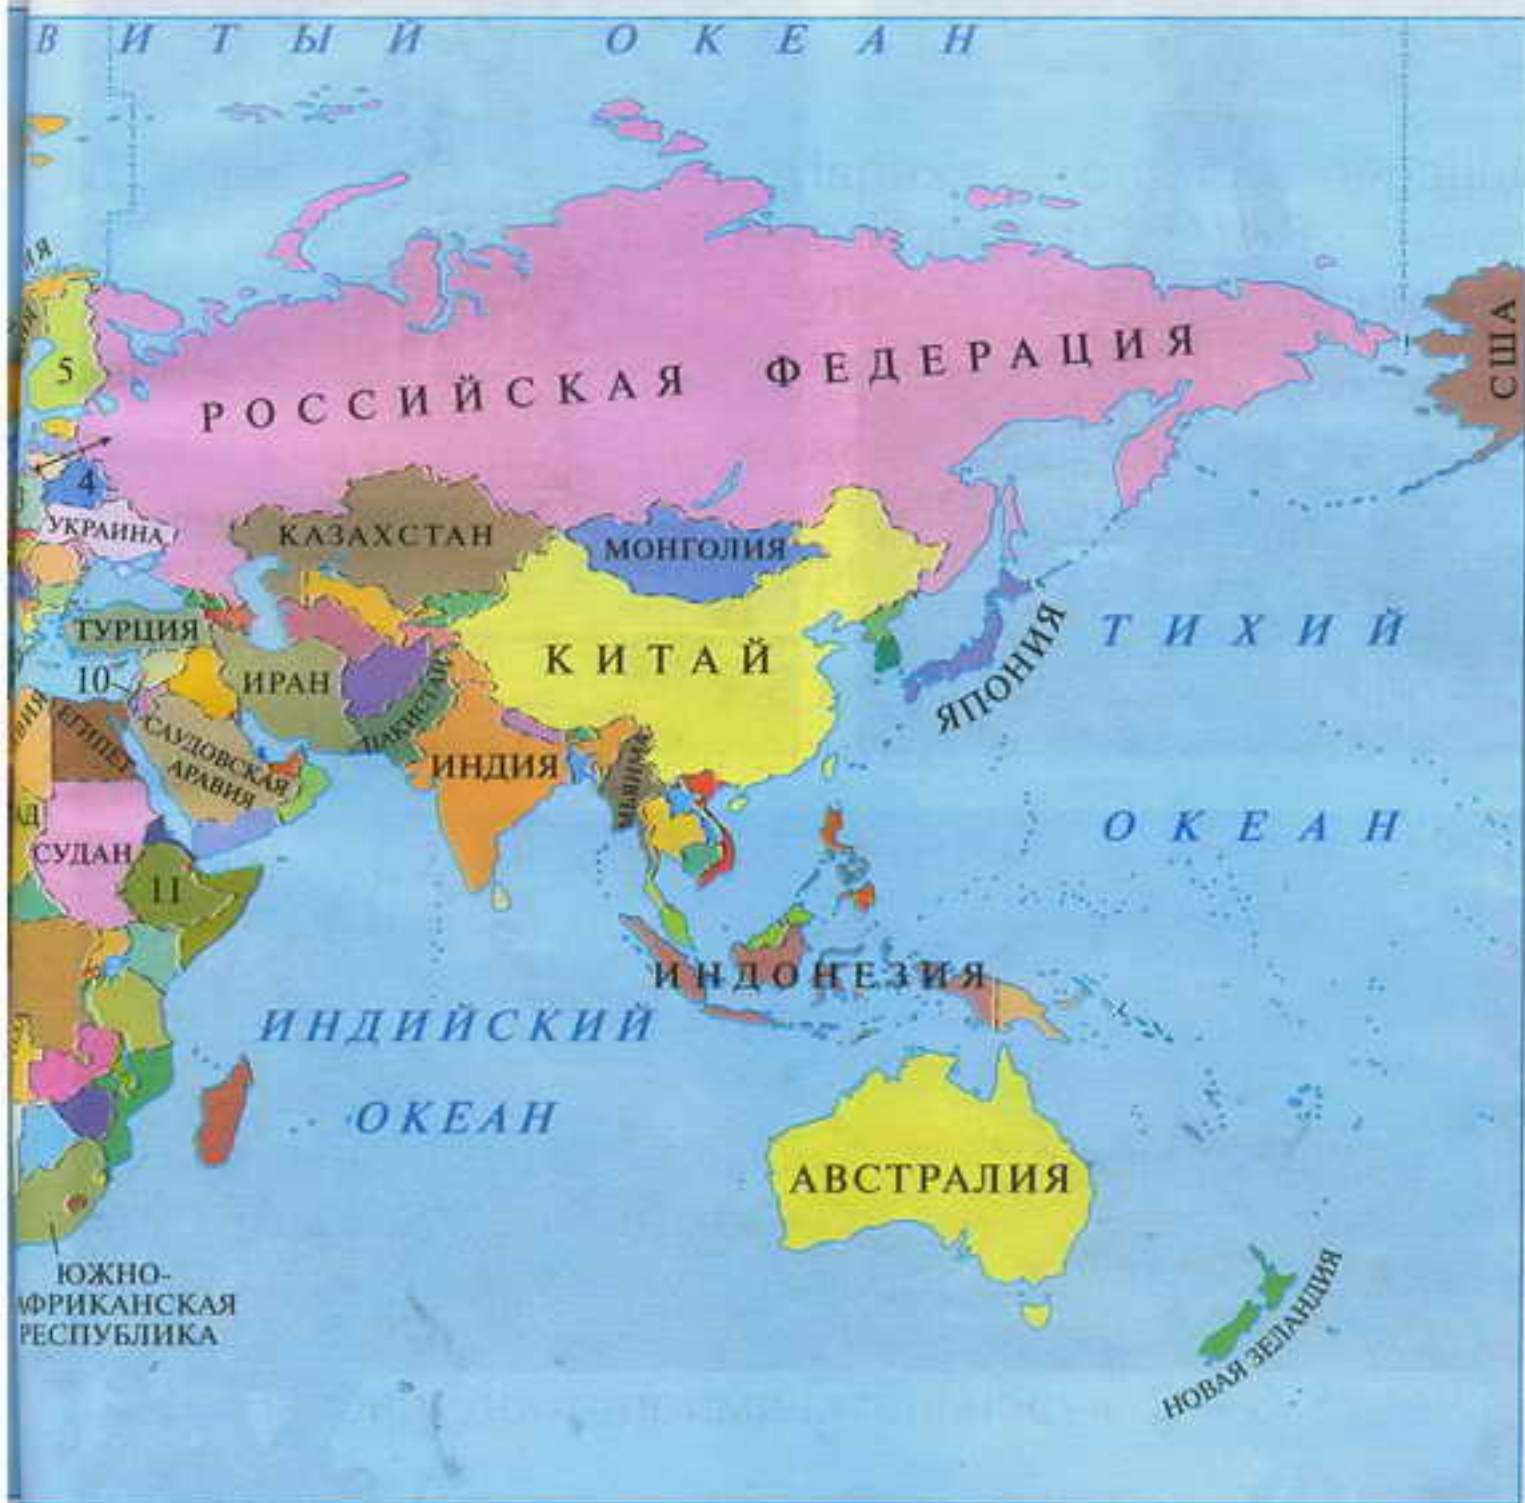 ВИТЫЙ ОКЕАН
США
5
РОССИЙСКАЯ ФЕДЕРАЦИЯ
4
УКРАИНА
КАЗАХСТАН
МОНГОЛИЯ
ТУРЦИЯ
КИТАЙ
ЯПОНИЯ
ТИХИЙ
ОКЕАН
10
ИРАН
ПАКИСТАН
ЕГИПЕТ
САУДОВСКАЯ
АРАВИЯ
ИНДИЯ
МЬЯНМА
СУДАН
11
ИНДОНЕЗИЯ
ИНДИЙСКИЙ
ОКЕАН
АВСТРАЛИЯ
ЮЖНО-
АФРИКАНСКАЯ
РЕСПУБЛИКА
НОВАЯ ЗЕЛАНДИЯ